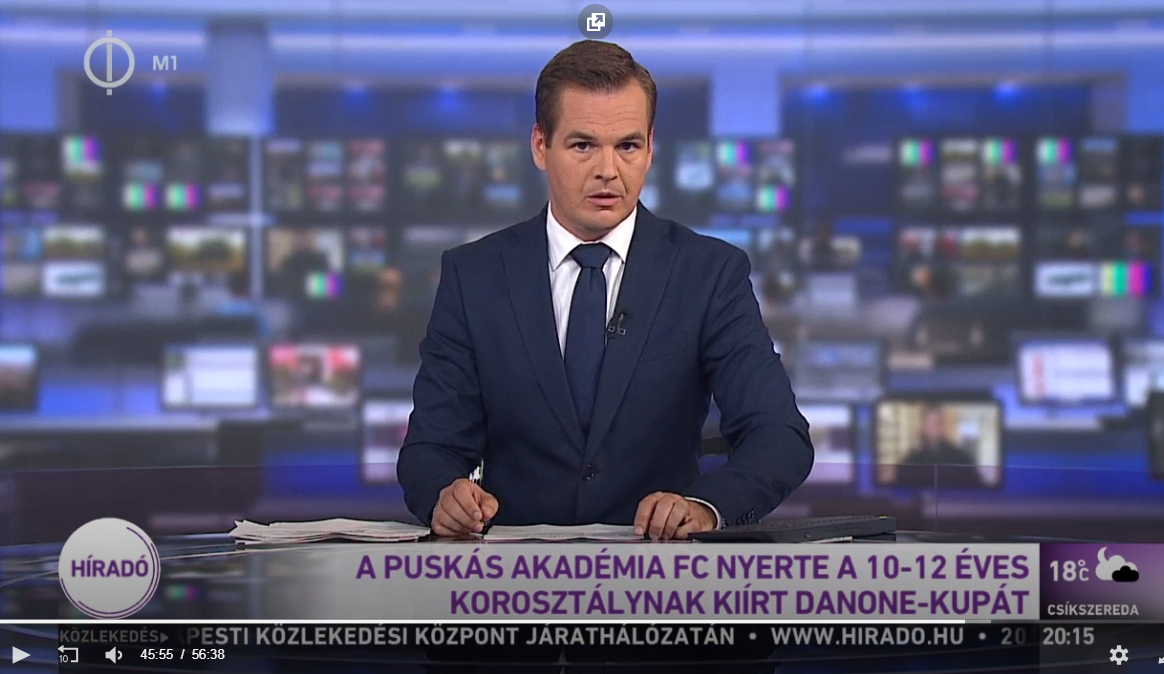 M1
HÍRADÓ
A PUSKÁS AKADÉMIA FC NYERTE A 10-12 ÉVES
KOROSZTÁLYNAK KIÍRT DANONE-KUPÁT
18°C
CSÍKSZEREDA
KÖZLEKEDÉS APESTI KÖZLEKEDÉSI KÖZPONT JÁRATHÁLÓZATÁN • WWW.HIRADO.HU • 20 20:15
10 45:55 / 56:38